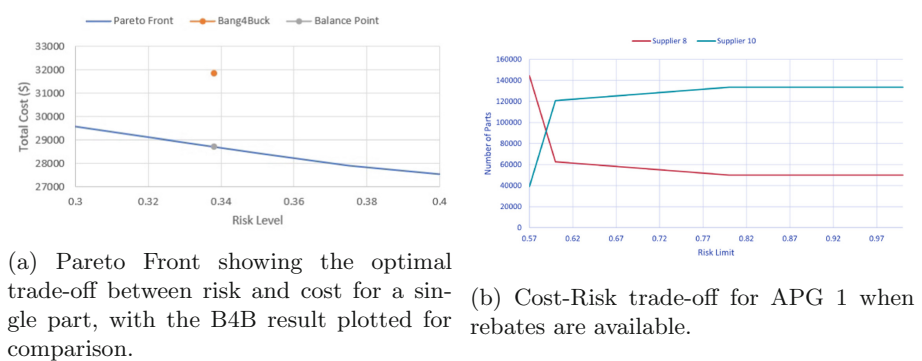 Pareto Front Bang4Buck Balance Point
33000
32000
31000
30000
29000
28000
27000
0.3 0.32 0.34 0.36 0.38 0.4
Total Cost ($)
Risk Level
(a) Pareto Front showing the optimal
trade-off between risk and cost for a sin-
gle part, with the B4B result plotted for
comparison.
Supplier 8 Supplier 10
160000
140000
120000
100000
80000
60000
40000
20000
0
0.57 0.62 0.67 0.72 0.77 0.82 0.87 0.92 0.97
Number of Parts
Risk Limit
(b) Cost-Risk trade-off for APG 1 when
rebates are available.